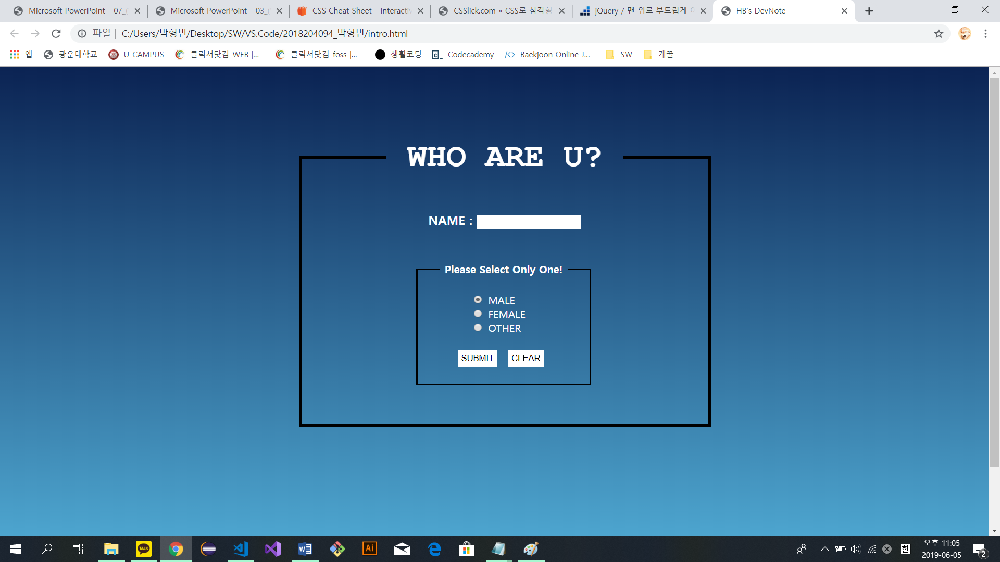 Microsoft PowerPoint - 07_
Microsoft PowerPoint - 03_
CSS Cheat Sheet - Interactiv
CSSlick.com » CSS로 삼각형
jQuery / 맨 위로 부드럽게 이
HB's DevNote
파일 | C:/Users/박형빈/Desktop/SW/VS.Code/2018204094_박형빈/intro.html
앱 광운대학교 U-CAMPUS 클릭서닷컴_WEB |... 클릭서닷컴_foss |... 생활코딩 Codecademy Baekjoon Online J... SW 개꿀
WHO ARE U?
NAME :
Please Select Only One!
MALE
FEMALE
OTHER
SUBMIT CLEAR
TALK
Ai
한
오후 11:05
2019-06-05
2